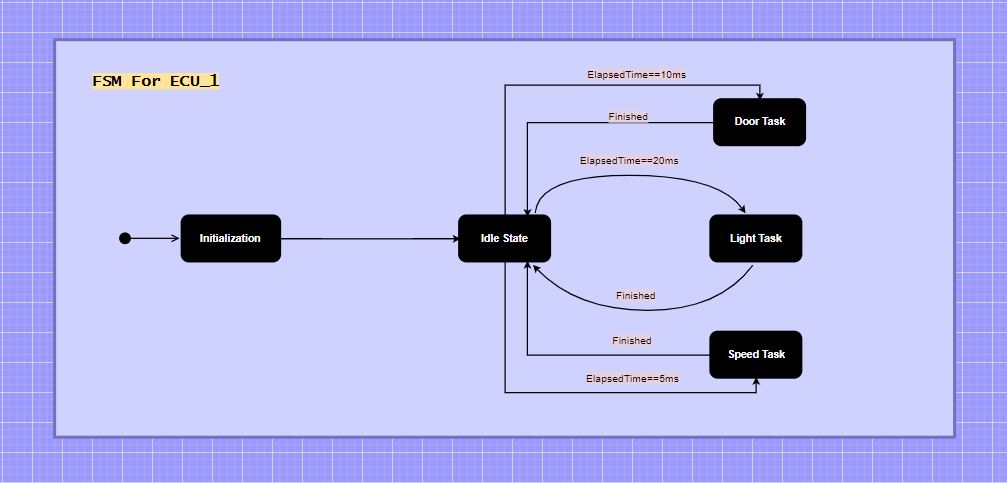 FSM For ECU_1
ElapsedTime==10ms
Door Task
Finished
ElapsedTime==20ms
Initialization
Idle State
Light Task
Finished
Finished
Speed Task
ElapsedTime==5ms